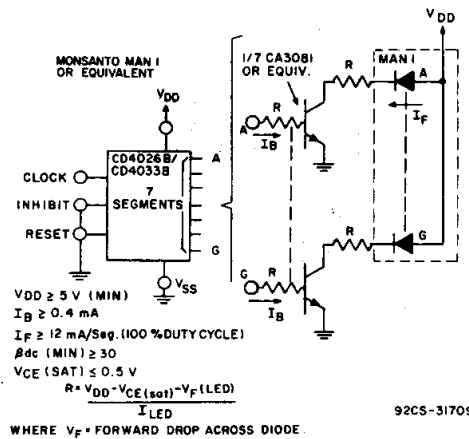 MONSANTO MAN 1
OR EQUIVALENT
VDD
CD4026B/
CD4033B
7
SEGMENTS
CLOCK
INHIBIT
RESET
A
G
VSS
1/7 CA3081
OR EQUIV.
R
A
IB
R
MAN 1
A
IF
VDD
R
G
IB
R
G
VDD ≥ 5 V (MIN)
IB ≥ 0.4 mA
IF ≥ 12 mA/Seg. (100 % DUTY CYCLE)
βdc (MIN) ≥ 30
VCE (SAT) ≤ 0.5 V
R = VDD - VCE(sat) - VF (LED)
ILED
WHERE VF = FORWARD DROP ACROSS DIODE
92CS-31709